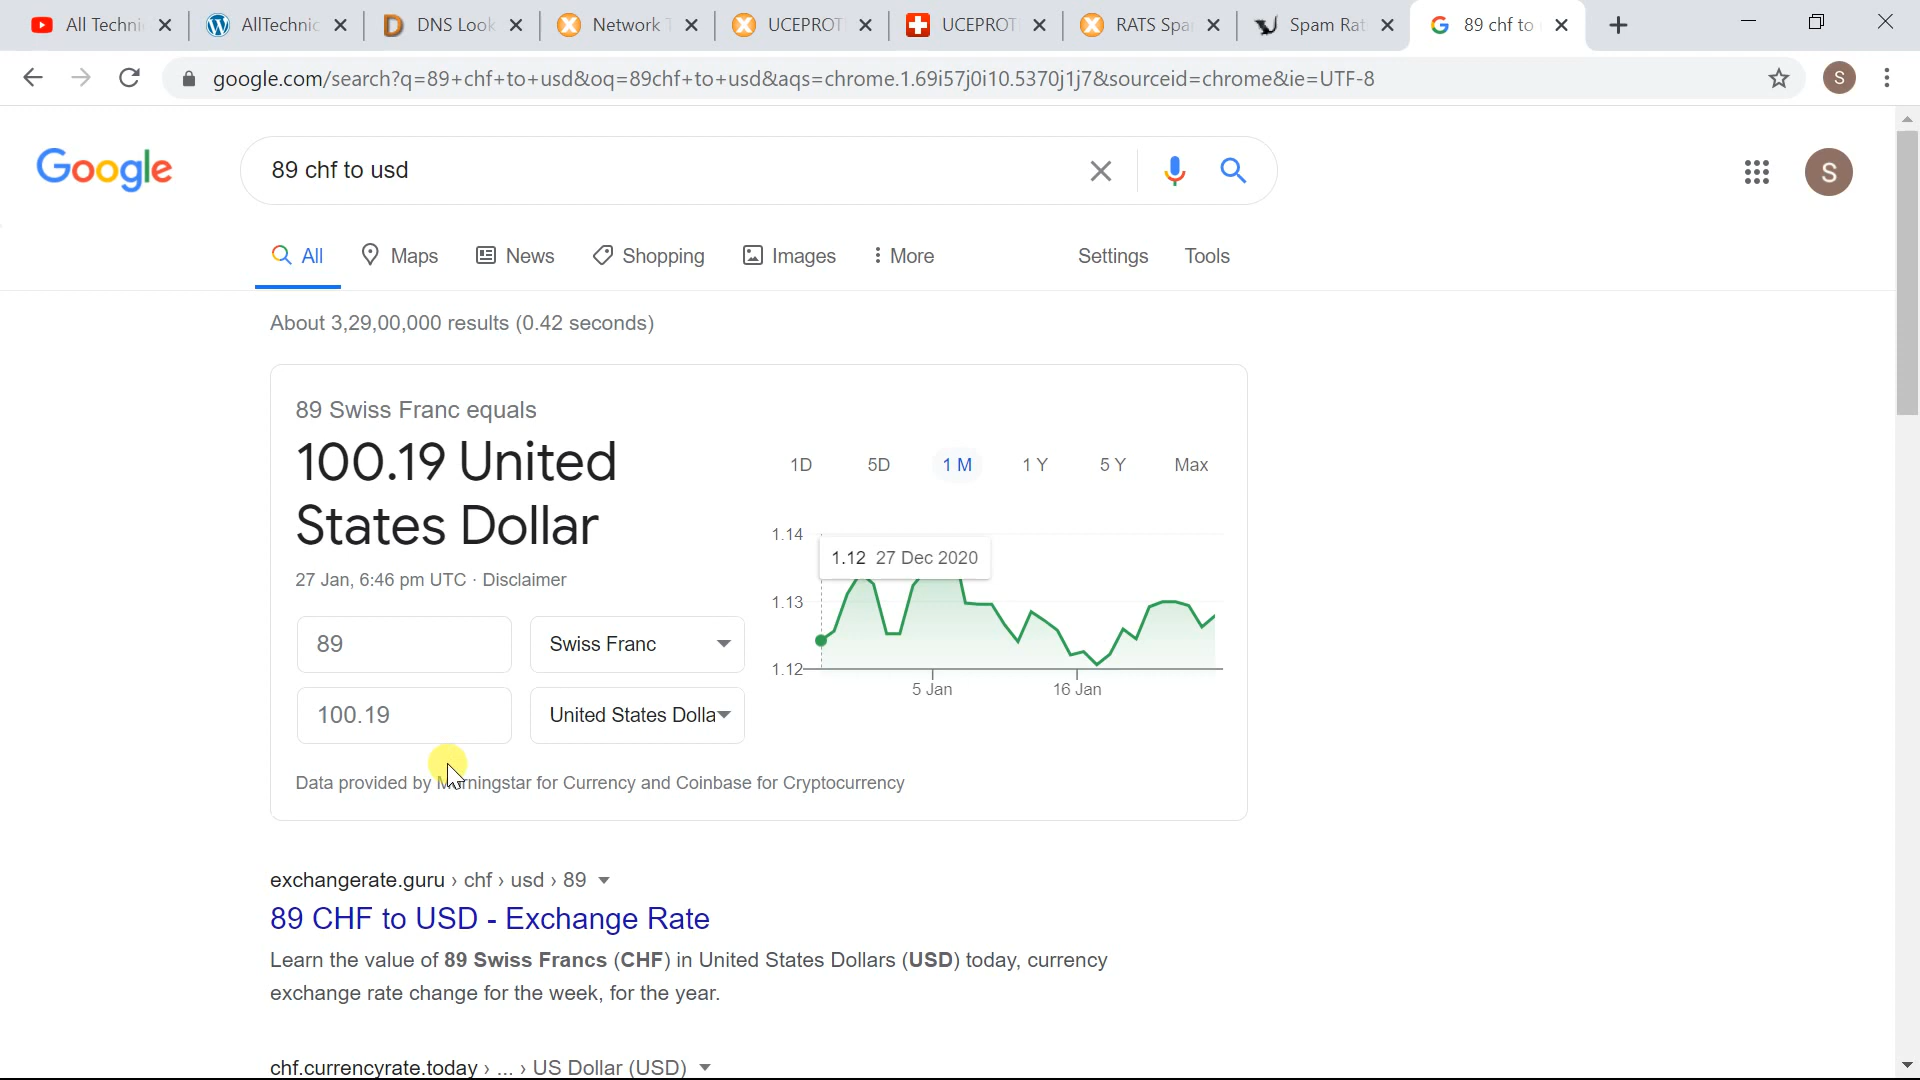 All Techni
AllTechnic
DNS Look
Network T
UCEPROT
UCEPROT
RATS Spa
Spam Rat
89 chf to
google.com/search?q=89+chf+to+usd&oq=89chf+to+usd&aqs=chrome.1.69i57j0i10.5370j1j7&sourceid=chrome&ie=UTF-8
S
Google
89 chf to usd
S
All
Maps
News
Shopping
Images
More
Settings
Tools
About 3,29,00,000 results (0.42 seconds)
89 Swiss Franc equals
100.19 United
States Dollar
27 Jan, 6:46 pm UTC · Disclaimer
89
Swiss Franc
100.19
United States Dolla
1D
5D
1 M
1 Y
5 Y
Max
1.14
1.12 27 Dec 2020
1.13
1.12
5 Jan
16 Jan
Data provided by Morningstar for Currency and Coinbase for Cryptocurrency
exchangerate.guru › chf › usd › 89
89 CHF to USD - Exchange Rate
Learn the value of 89 Swiss Francs (CHF) in United States Dollars (USD) today, currency
exchange rate change for the week, for the year.
chf.currencyrate.today › ... › US Dollar (USD)